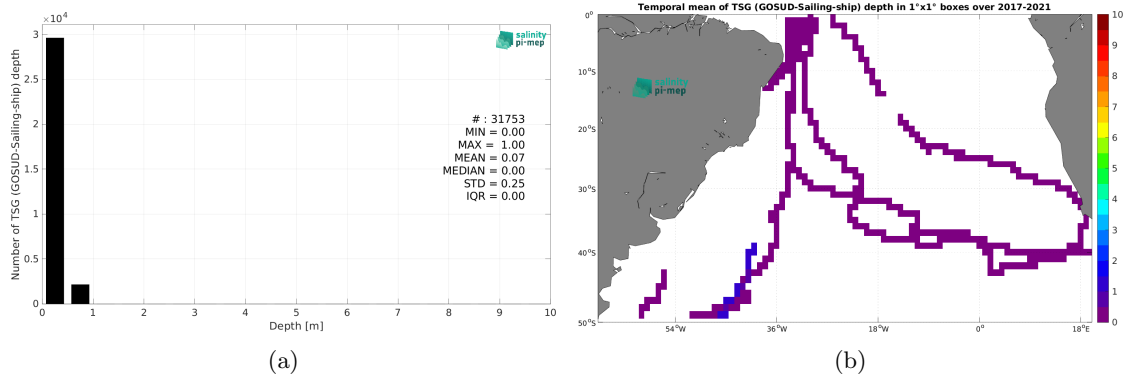 ×10⁴
3
2.5
2
1.5
1
0.5
0
0
1
2
3
4
5
6
7
8
9
10
Number of TSG (GOSUD-Sailing-ship) depth
Depth [m]
salinity
pi-mep
# : 31753
MIN = 0.00
MAX = 1.00
MEAN = 0.07
MEDIAN = 0.00
STD = 0.25
IQR = 0.00
(a)
Temporal mean of TSG (GOSUD-Sailing-ship) depth in 1°x1° boxes over 2017-2021
salinity
pi-mep
0°
10°S
20°S
30°S
40°S
50°S
54°W
36°W
18°W
0°
18°E
10
9
8
7
6
5
4
3
2
1
0
(b)